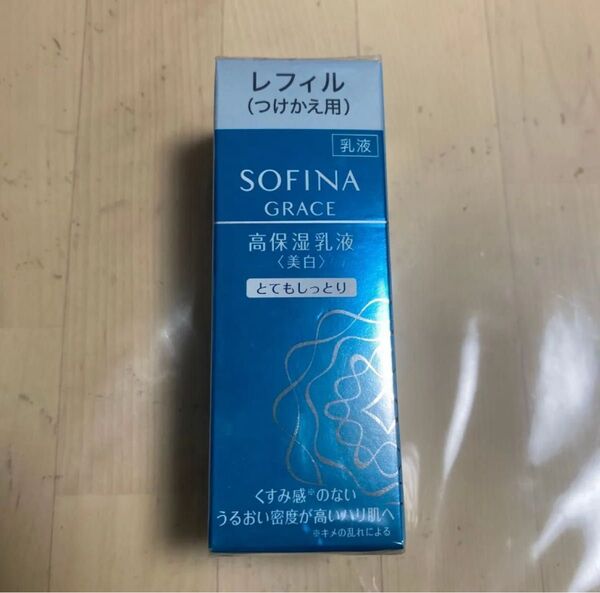 レフィル
(つけかえ用)
乳液
SOFINA
GRACE
高保湿乳液
〈美白〉
とてもしっとり
くすみ感※のない
うるおい密度が高いハリ肌へ
※キメの乱れによる